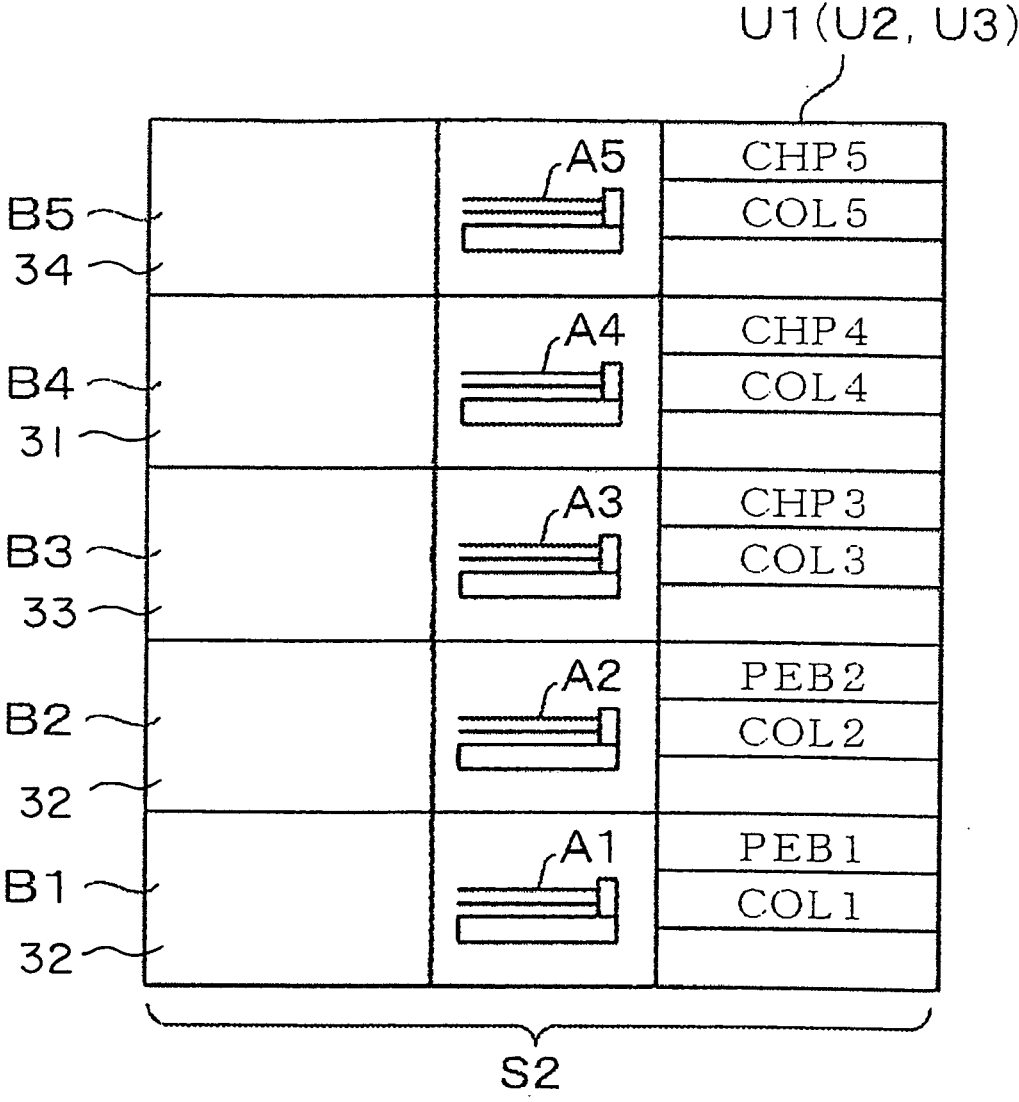 U1(U2, U3)
A5
CHP5
B5
COL5
34
A4
CHP4
B4
COL4
31
A3
CHP3
B3
COL3
33
A2
PEB2
B2
COL2
32
A1
PEB1
B1
COL1
32
S2